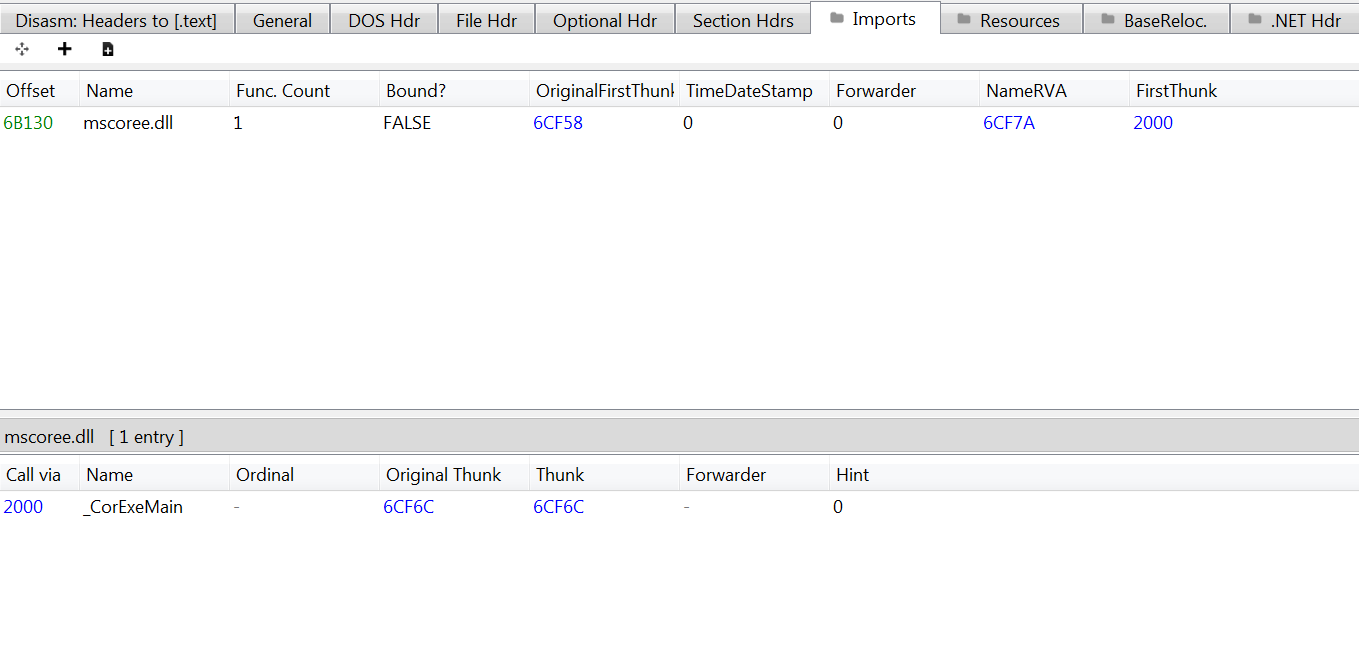 Disasm: Headers to [.text] General DOS Hdr File Hdr Optional Hdr Section Hdrs Imports Resources BaseReloc. .NET Hdr
Offset Name Func. Count Bound? OriginalFirstThunk TimeDateStamp Forwarder NameRVA FirstThunk
6B130 mscoree.dll 1 FALSE 6CF58 0 0 6CF7A 2000
mscoree.dll [ 1 entry ]
Call via Name Ordinal Original Thunk Thunk Forwarder Hint
2000 _CorExeMain - 6CF6C 6CF6C - 0